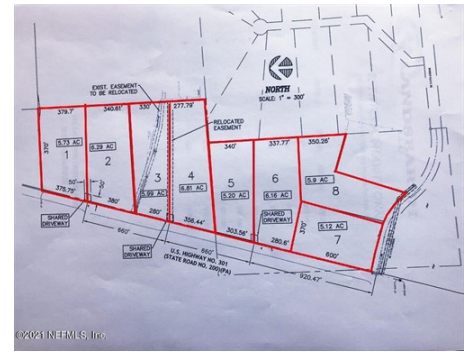 NORTH
SCALE: 1" = 300'
EXIST. EASEMENT
TO BE RELOCATED
RELOCATED
EASEMENT
379.7'
340.61'
330'
277.79'
340'
337.77'
350.28'
370'
5.73 AC
1
6.29 AC
2
3
5.99 AC
4
6.81 AC
5
5.20 AC
6
6.16 AC
5.9 AC
8
5.12 AC
7
370'
375.75'
50'
380'
280'
356.44'
303.56'
280.6'
600'
SHARED
DRIVEWAY
SHARED
DRIVEWAY
SHARED
DRIVEWAY
660'
660'
920.47'
U.S. HIGHWAY NO. 301
(STATE ROAD NO. 200)(PA)
©2021 NEFMLS, Inc.